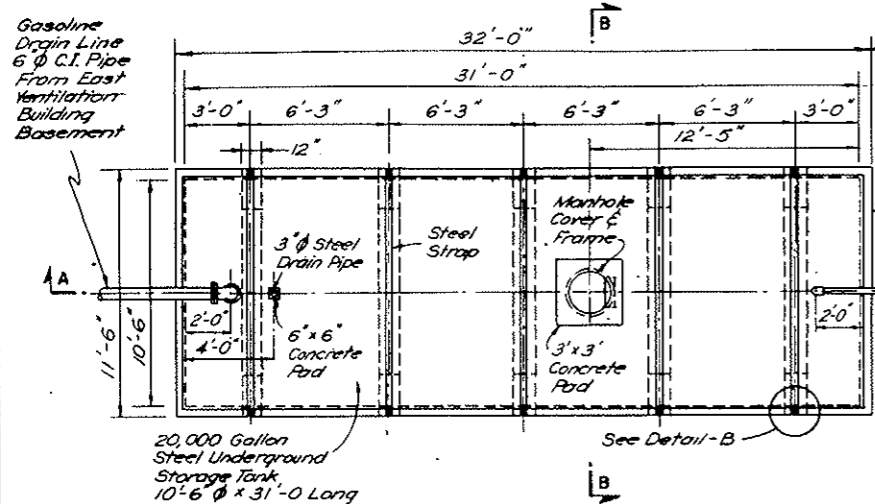 Gasoline
Drain Line
6"ϕ C.I. Pipe
From East
Ventilation
Building
Basement
B
32'-0"
31'-0"
3'-0"
6'-3"
6'-3"
6'-3"
6'-3"
3'-0"
12"
12'-5"
Manhole
Cover &
Frame
Steel
Strap
3"ϕ Steel
Drain Pipe
A
2'-0"
4'-0"
6" x 6"
Concrete
Pad
3' x 3'
Concrete
Pad
2'-0"
11'-6"
10'-6"
20,000 Gallon
Steel Underground
Storage Tank
10'-6"ϕ x 31'-0 Long
See Detail-B
B